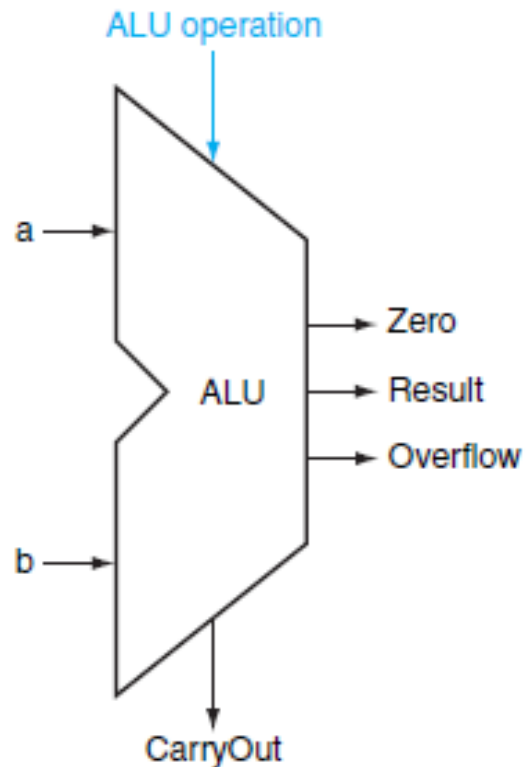 ALU operation
a
Zero
ALU
Result
Overflow
b
CarryOut